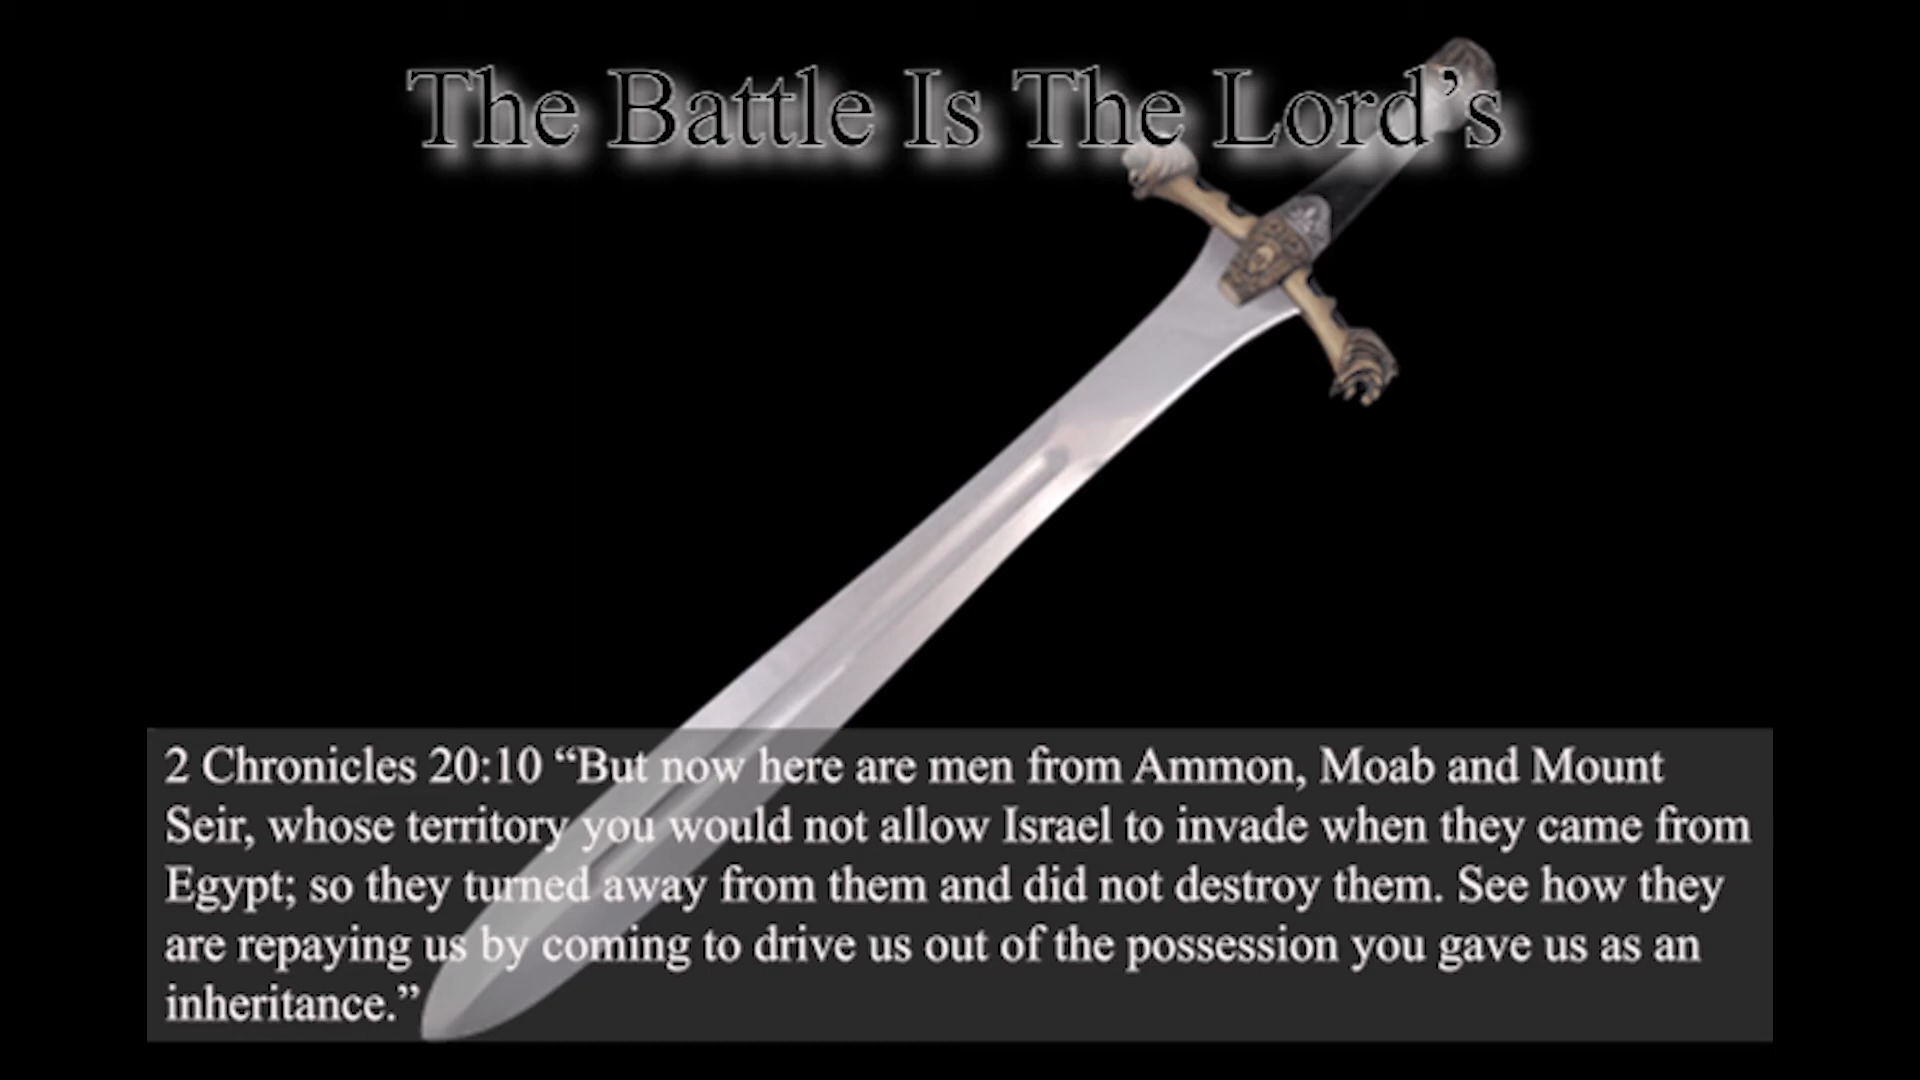 The Battle Is The Lord’s
2 Chronicles 20:10 “But now here are men from Ammon, Moab and Mount
Seir, whose territory you would not allow Israel to invade when they came from
Egypt; so they turned away from them and did not destroy them. See how they
are repaying us by coming to drive us out of the possession you gave us as an
inheritance.”